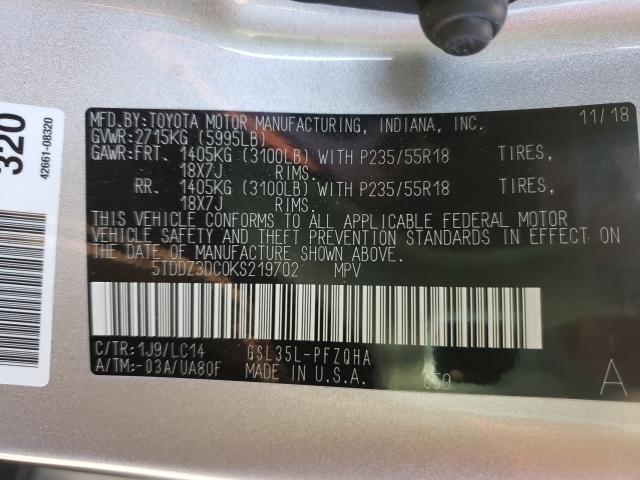 320
42661-08320
MFD.BY:TOYOTA MOTOR MANUFACTURING, INDIANA, INC. 11/18
GVWR:2715KG (5995LB)
GAWR:FRT. 1405KG (3100LB) WITH P235/55R18 TIRES,
18X7J RIMS.
RR. 1405KG (3100LB) WITH P235/55R18 TIRES,
18X7J RIMS.
THIS VEHICLE CONFORMS TO ALL APPLICABLE FEDERAL MOTOR
VEHICLE SAFETY AND THEFT PREVENTION STANDARDS IN EFFECT ON
THE DATE OF MANUFACTURE SHOWN ABOVE.
5TDDZ3DC0KS219702 MPV
C/TR:1J9/LC14 GSL35L-PFZQHA
A/TM:-03A/UA80F MADE IN U.S.A. 659 A